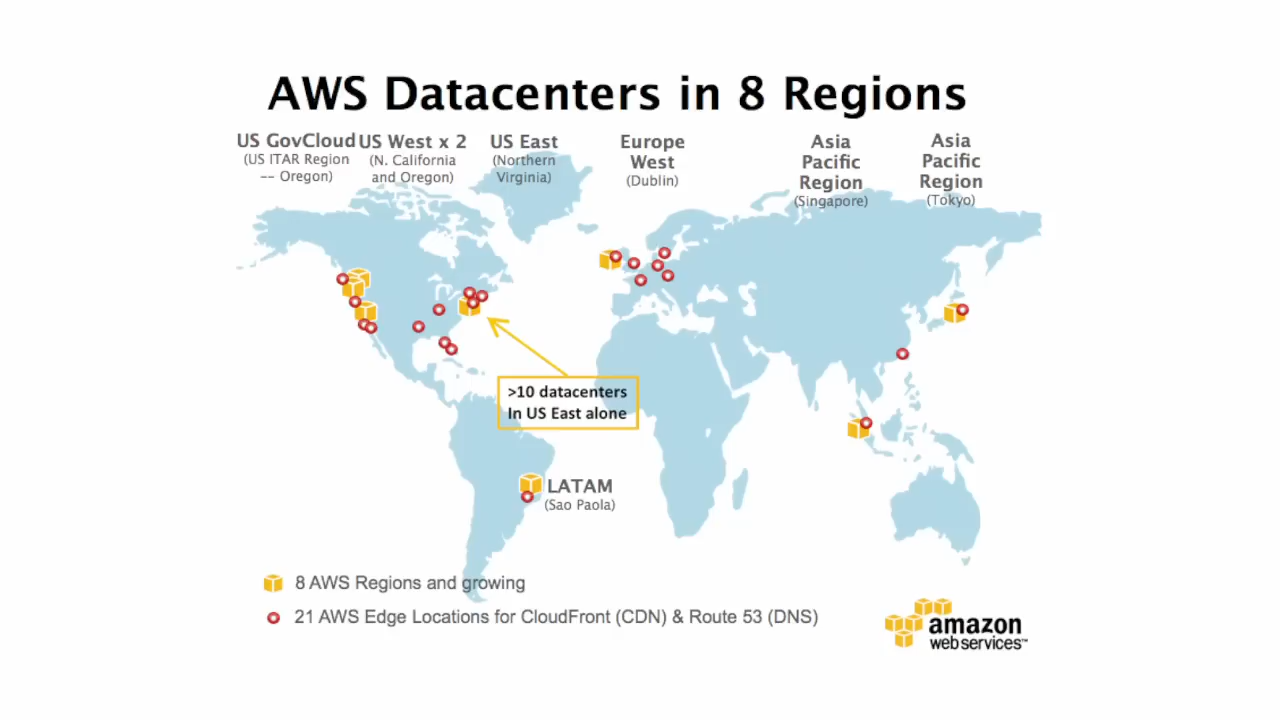 AWS Datacenters in 8 Regions
US GovCloud
(US ITAR Region
-- Oregon)
US West x 2
(N. California
and Oregon)
US East
(Northern
Virginia)
Europe
West
(Dublin)
Asia
Pacific
Region
(Singapore)
Asia
Pacific
Region
(Tokyo)
>10 datacenters
In US East alone
LATAM
(Sao Paola)
8 AWS Regions and growing
21 AWS Edge Locations for CloudFront (CDN) & Route 53 (DNS)
amazon
webservices™